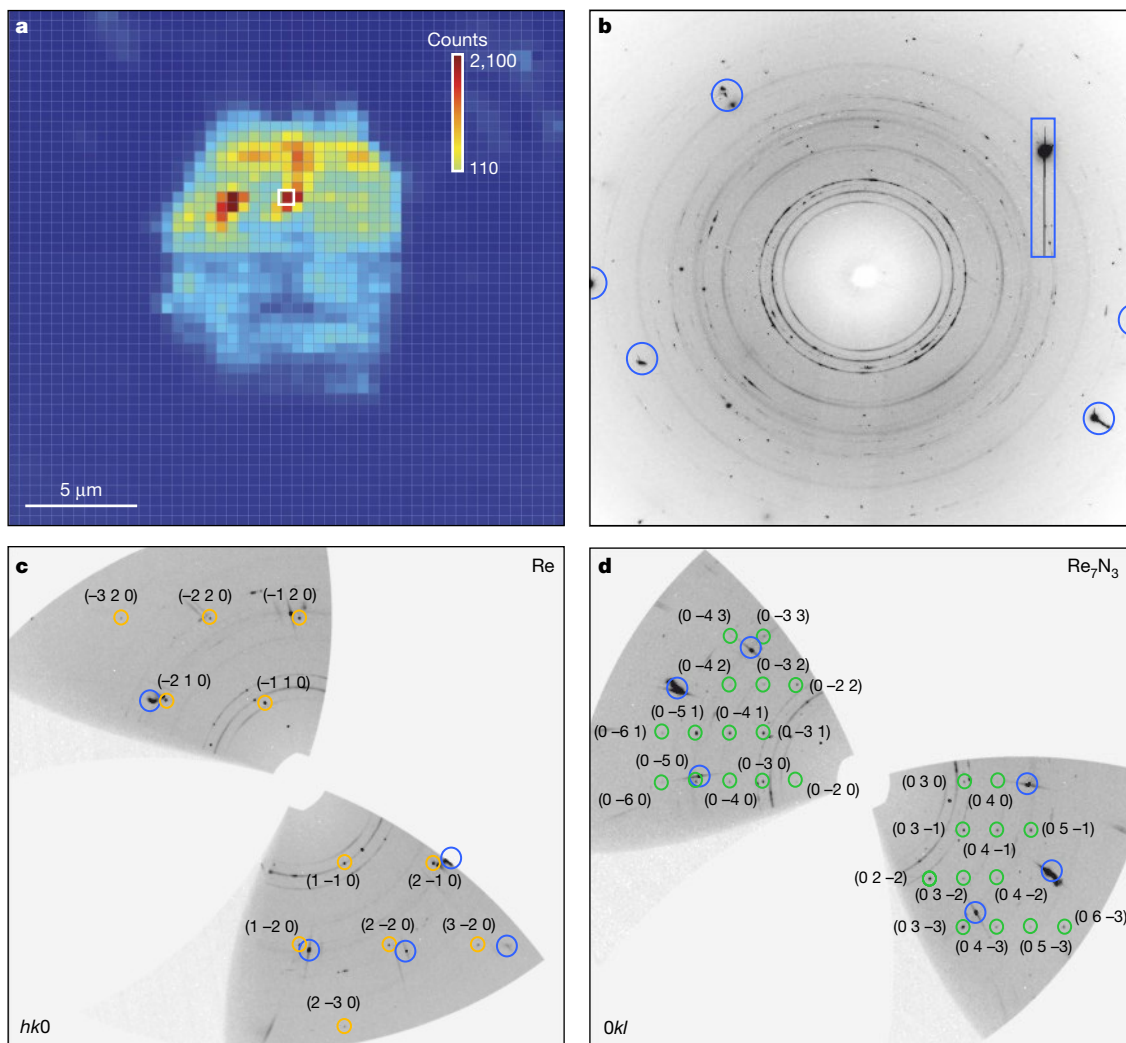 a
Counts
2,100
110
5 μm
b
c
Re
(–3 2 0)
(–2 2 0)
(–1 2 0)
(–2 1 0)
(–1 1 0)
(1 –1 0)
(2 –1 0)
(1 –2 0)
(2 –2 0)
(3 –2 0)
(2 –3 0)
hk0
d
Re₇N₃
(0 –4 3)
(0 –3 3)
(0 –4 2)
(0 –3 2)
(0 –2 2)
(0 –5 1)
(0 –4 1)
(0 –6 1)
(0 –3 1)
(0 –5 0)
(0 –3 0)
(0 –6 0)
(0 –4 0)
(0 –2 0)
(0 3 0)
(0 4 0)
(0 3 –1)
(0 5 –1)
(0 4 –1)
(0 2 –2)
(0 3 –2)
(0 4 –2)
(0 3 –3)
(0 6 –3)
(0 4 –3)
(0 5 –3)
0kl